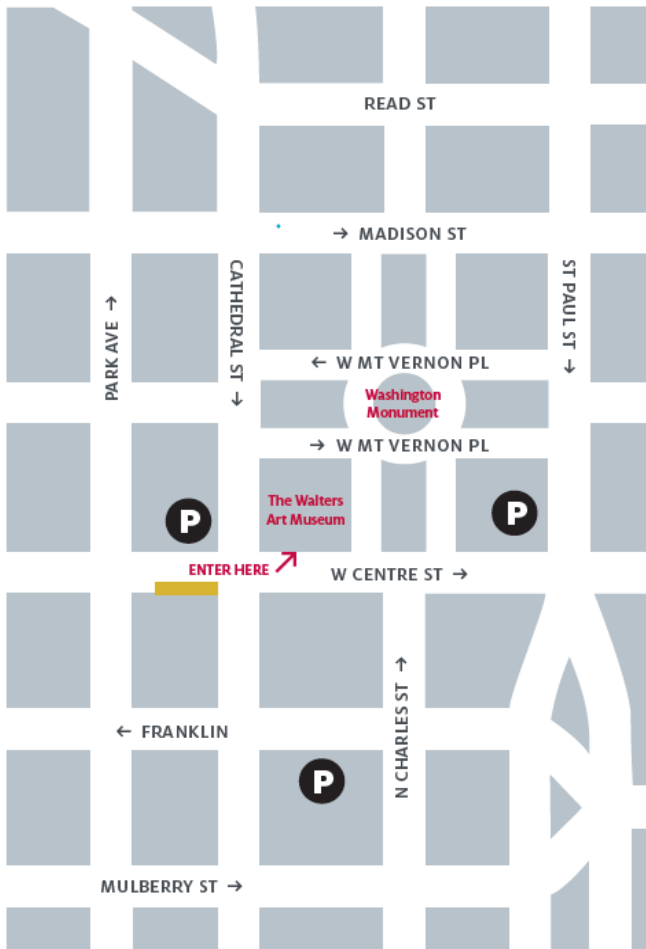 READ ST
→ MADISON ST
CATHEDRAL ST →
ST PAUL ST →
PARK AVE →
← W MT VERNON PL
Washington
Monument
→ W MT VERNON PL
The Walters
Art Museum
P
P
ENTER HERE
W CENTRE ST →
N CHARLES ST →
← FRANKLIN
P
MULBERRY ST →